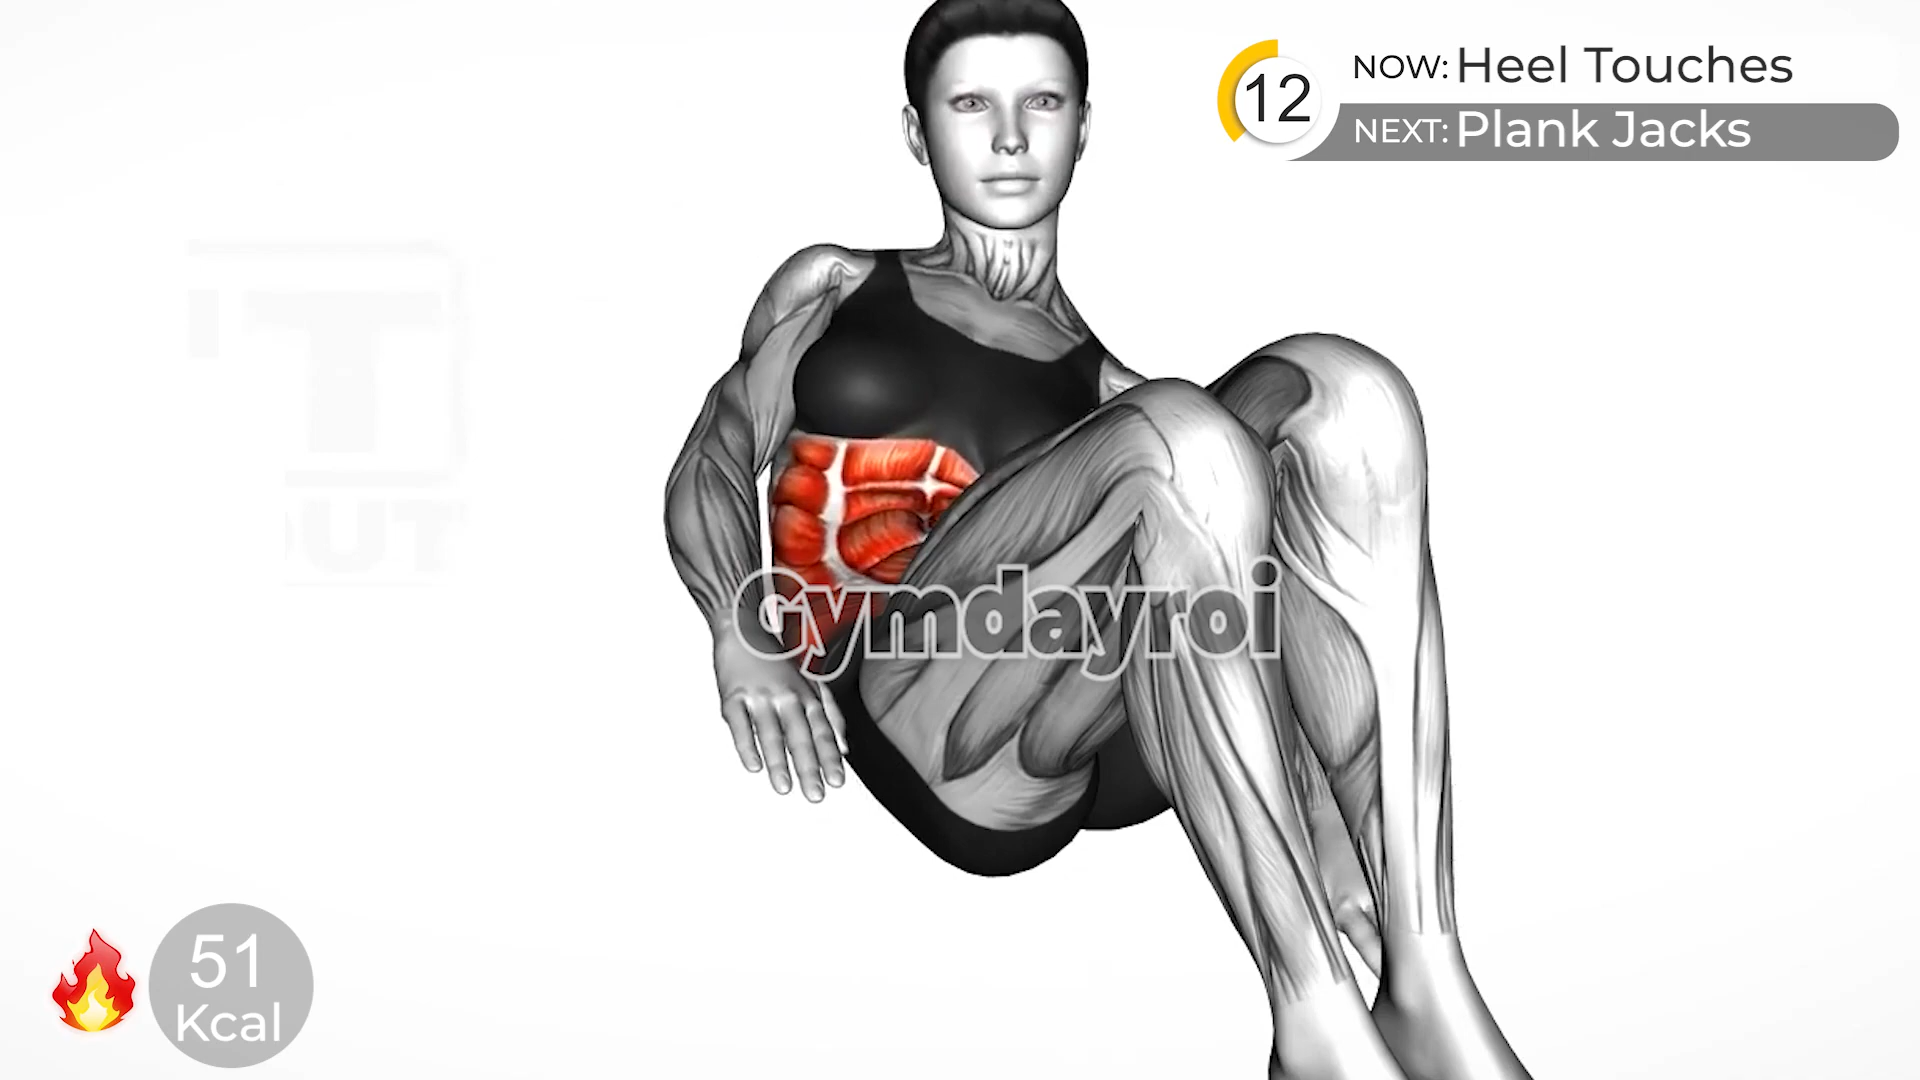 12
NOW: Heel Touches
NEXT: Plank Jacks
Gymdayroi
51
Kcal